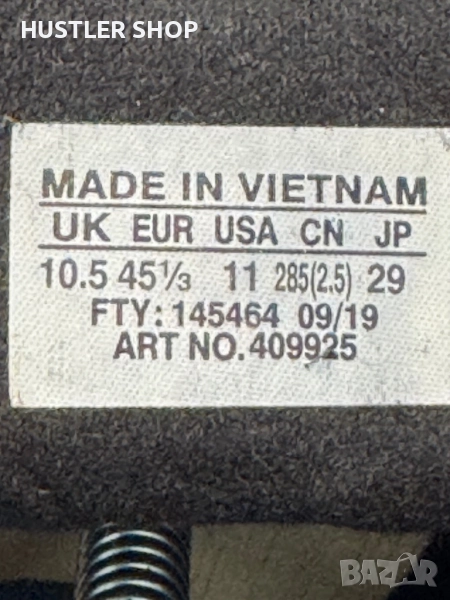 HUSTLER SHOP
MADE IN VIETNAM
UK EUR USA CN JP
10.5 45⅓ 11 285(2.5) 29
FTY: 145464 09/19
ART NO. 409925
bazar